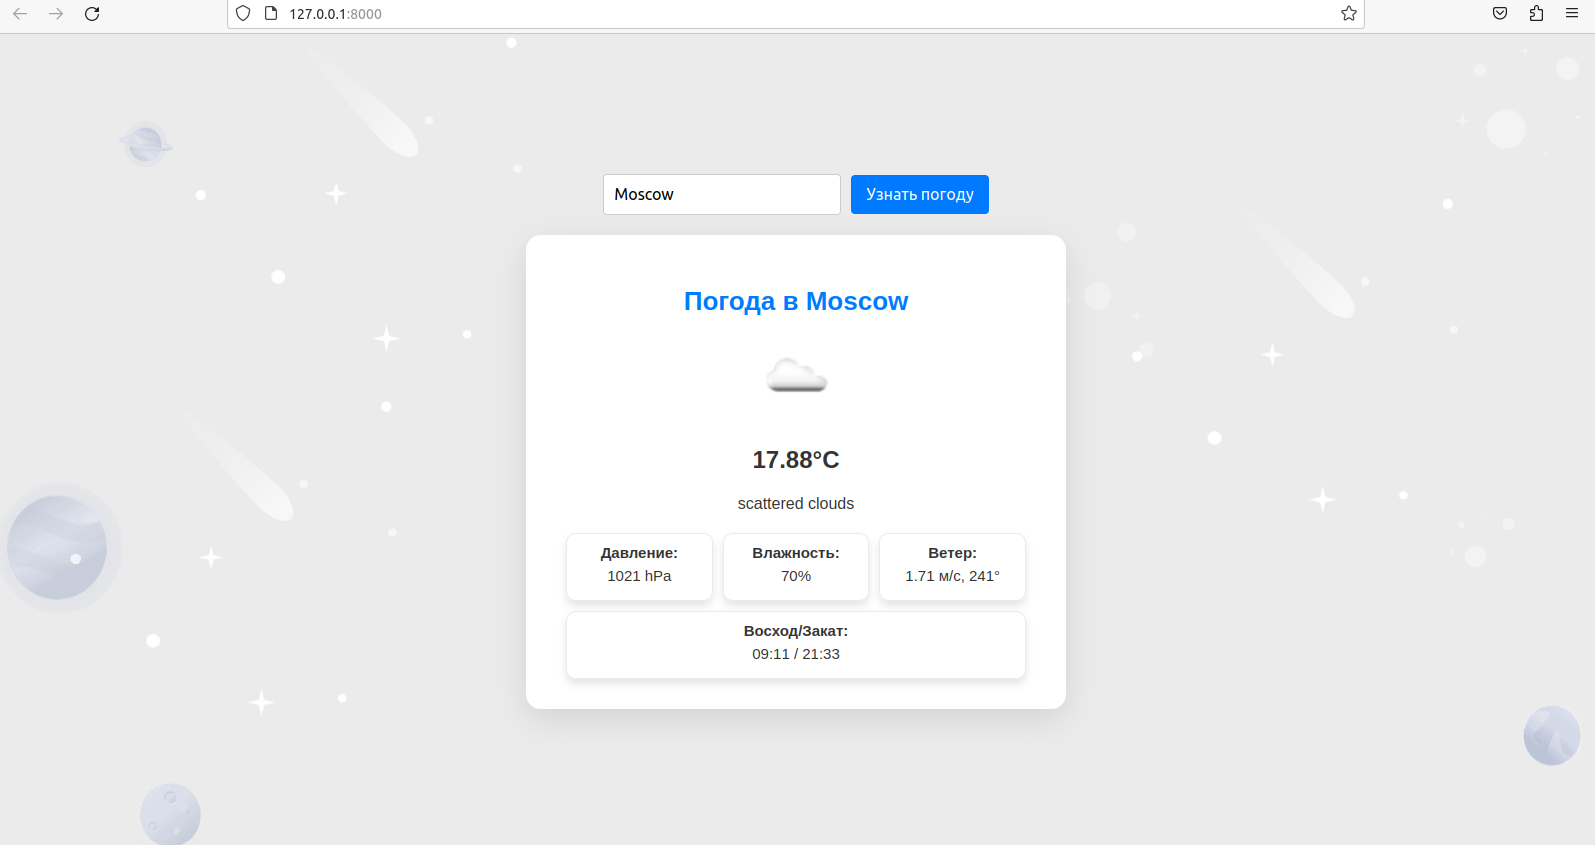 127.0.0.1:8000
Moscow
Узнать погоду
Погода в Moscow
17.88°C
scattered clouds
Давление:
1021 hPa
Влажность:
70%
Ветер:
1.71 м/с, 241°
Восход/Закат:
09:11 / 21:33